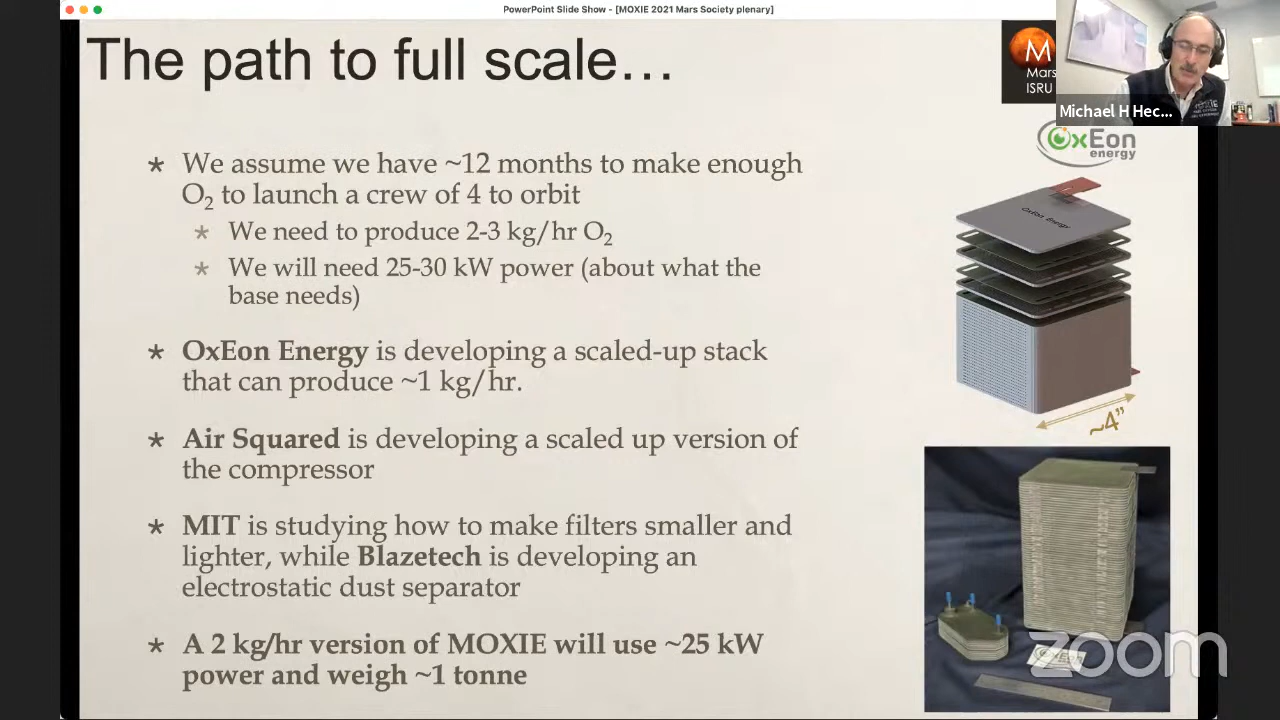 PowerPoint Slide Show - [MOXIE 2021 Mars Society plenary]
The path to full scale…
M
Mars
ISRU
Michael H Hec...
OxEon
energy
* We assume we have ~12 months to make enough
O₂ to launch a crew of 4 to orbit
* We need to produce 2-3 kg/hr O₂
* We will need 25-30 kW power (about what the
base needs)
* OxEon Energy is developing a scaled-up stack
that can produce ~1 kg/hr.
* Air Squared is developing a scaled up version of
the compressor
* MIT is studying how to make filters smaller and
lighter, while Blazetech is developing an
electrostatic dust separator
* A 2 kg/hr version of MOXIE will use ~25 kW
power and weigh ~1 tonne
OxEon Energy
~4”
OxEon
zoom